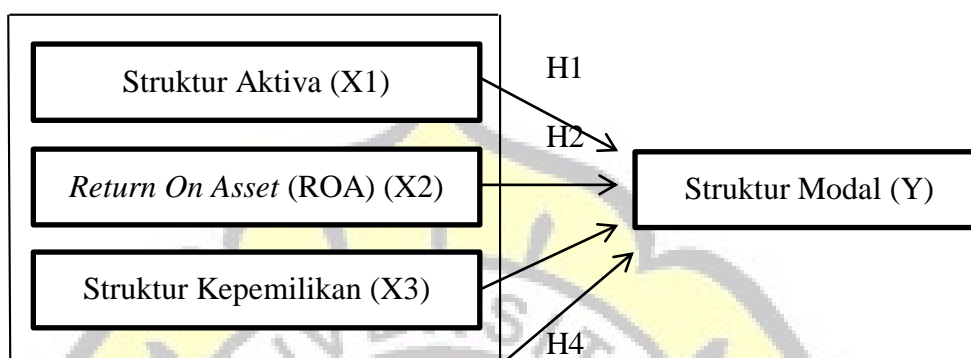 Struktur Aktiva (X1)
H1
H2
Return On Asset (ROA) (X2)
Struktur Modal (Y)
Struktur Kepemilikan (X3)
H4